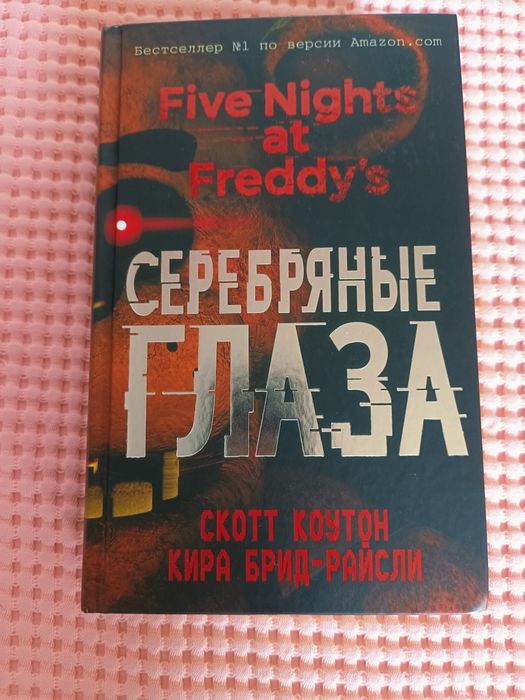 Бестселлер №1 по версии Amazon.com
Five Nights
at
Freddy's
СЕРЕБРЯНЫЕ
ГЛАЗА
СКОТТ КОУТОН
КИРА БРИД-РАЙСЛИ